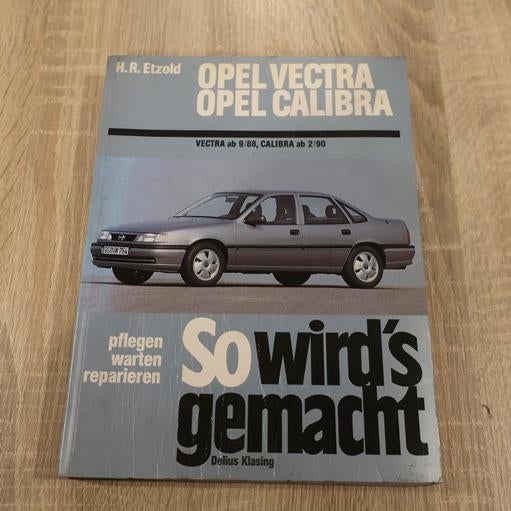 H.R. Etzold
OPEL VECTRA
OPEL CALIBRA
VECTRA ab 9/88, CALIBRA ab 2/90
pflegen
warten
reparieren
So wird's
gemacht
Delius Klasing